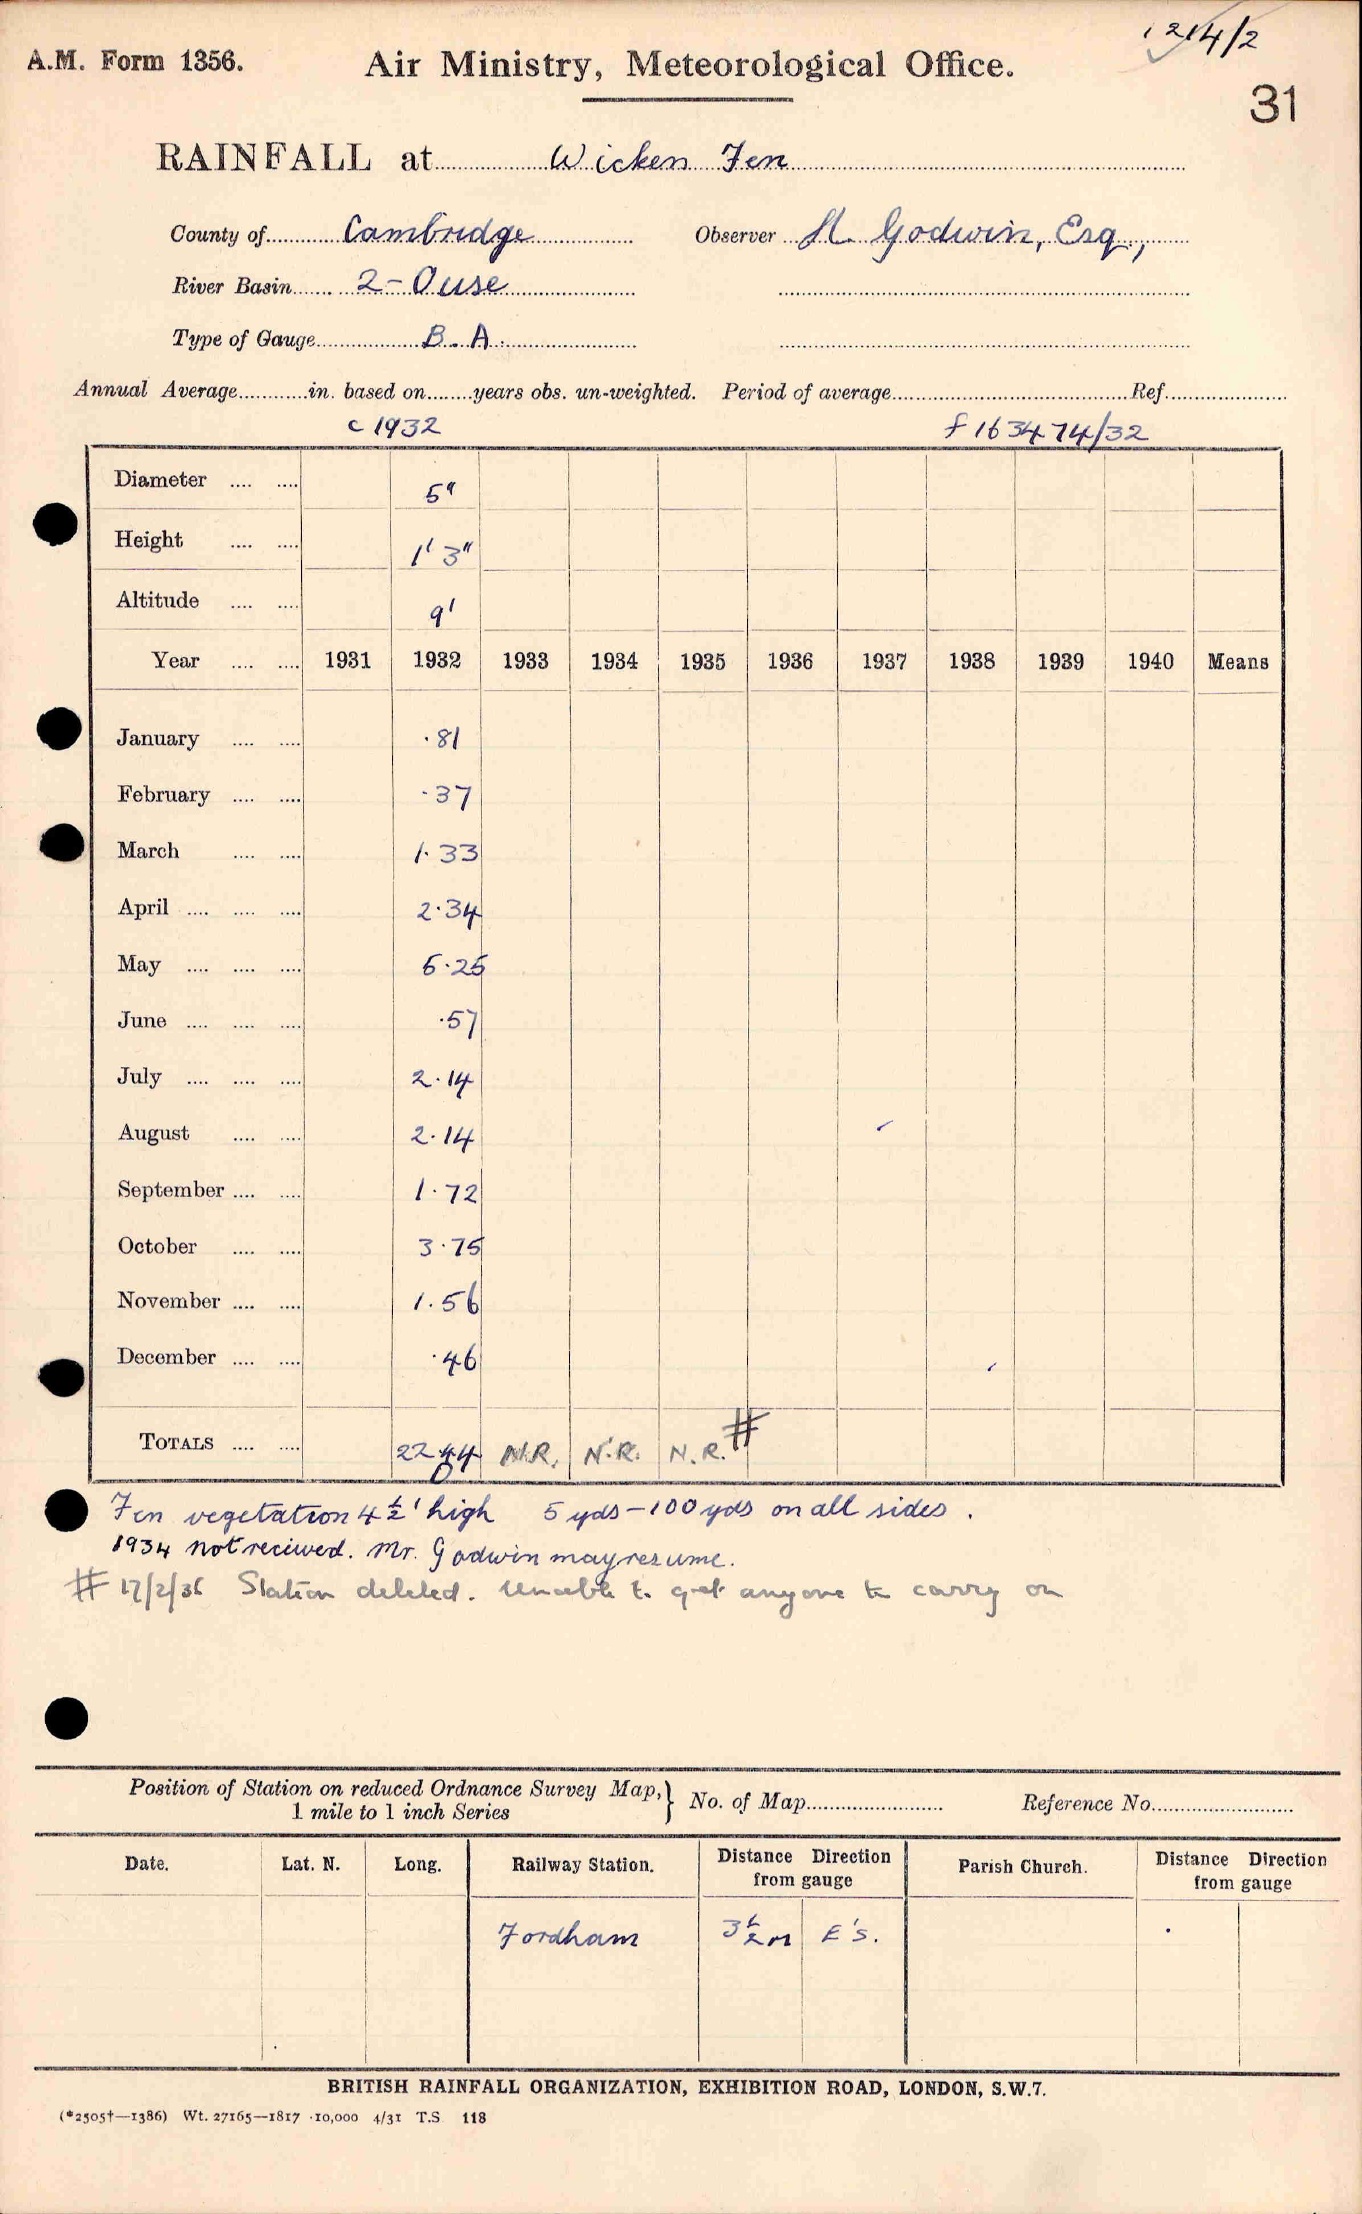 1214/2
A.M. Form 1356.
Air Ministry, Meteorological Office.
31
RAINFALL at Wicken Fen
County of Cambridge Observer H. Godwin, Esq.,
River Basin 2-Ouse
Type of Gauge B.A.
Annual Average............in. based on........years obs. un-weighted. Period of average.............Ref.............
c 1932 f 163474/32
Diameter .... .... 5"
Height .... .... 1' 3"
Altitude .... .... 9'
Year .... .... 1931 1932 1933 1934 1935 1936 1937 1938 1939 1940 Means
January .... .... ·81
February .... .... ·37
March .... .... 1·33
April .... .... .... 2·34
May .... .... .... 5·25
June .... .... .... ·57
July .... .... .... 2·14
August .... .... 2·14
September .... .... 1·72
October .... .... 3·75
November .... .... 1·56
December .... .... ·46
TOTALS .... .... 22.44 N.R. N.R. N.R. #
Fen vegetation 4½' high 5 yds – 100 yds on all sides.
1934 not recieved. Mr. Godwin may resume.
# 17/2/36 Station deleted. Unable to get anyone to carry on
Position of Station on reduced Ordnance Survey Map, } No. of Map............ Reference No............
1 mile to 1 inch Series
Date. Lat. N. Long. Railway Station. Distance Direction from gauge Parish Church. Distance Direction from gauge
Fordham 3½ m E'S.
BRITISH RAINFALL ORGANIZATION, EXHIBITION ROAD, LONDON, S.W.7.
(*2505†—1386) Wt. 27165—1817 10,000 4/31 T.S. 118